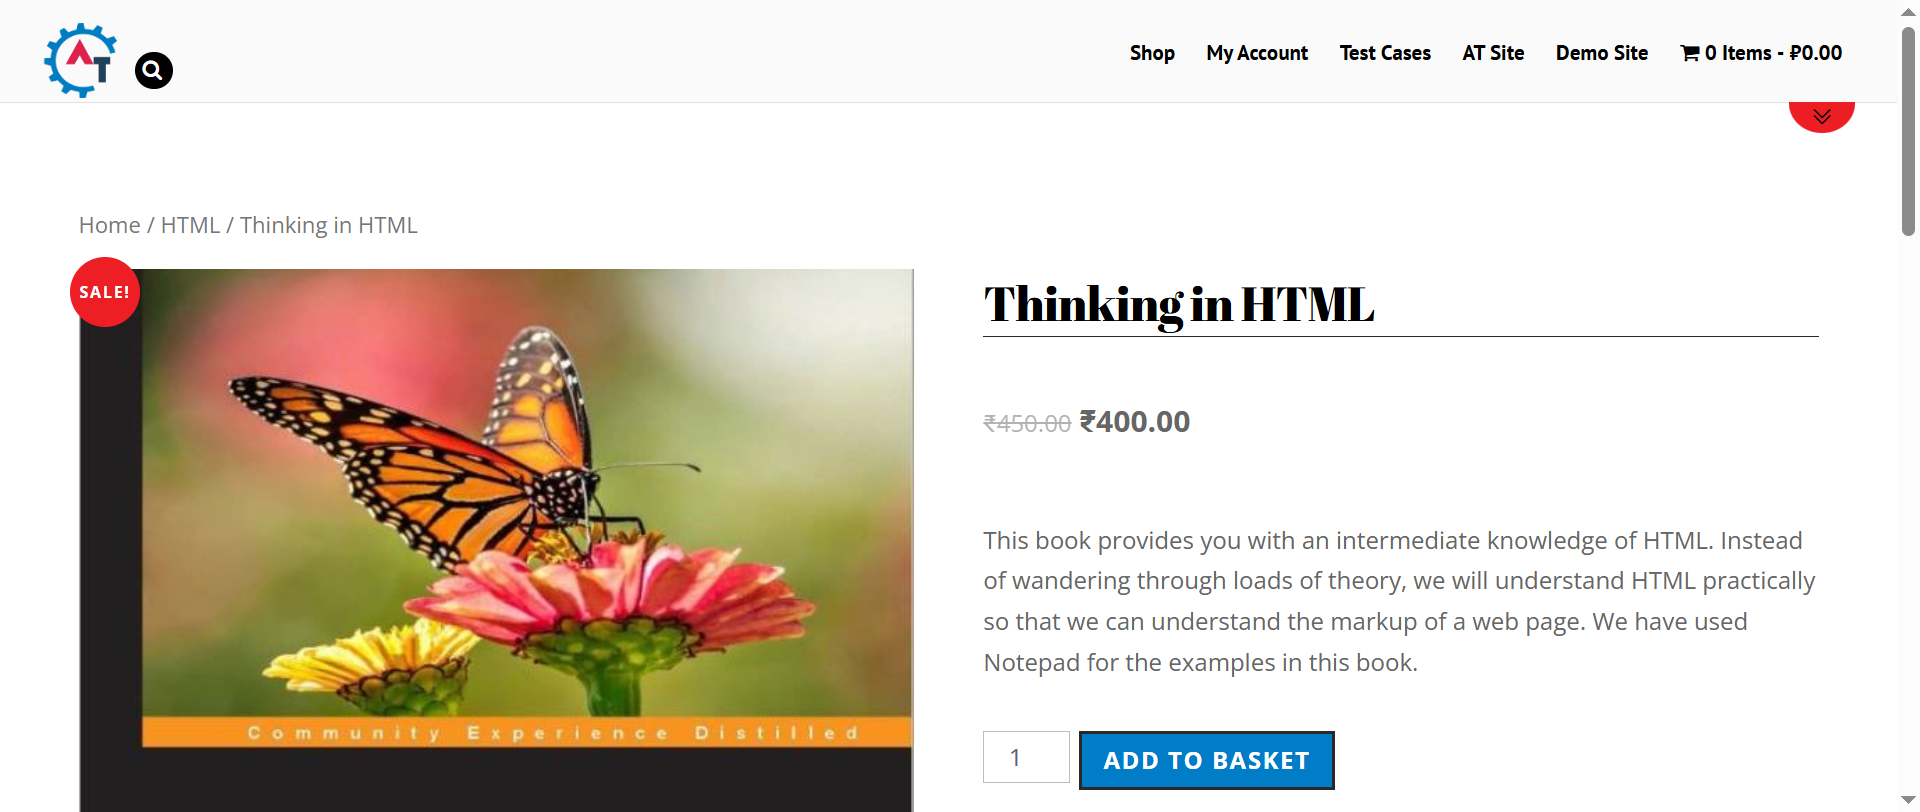 AT
Shop My Account Test Cases AT Site Demo Site 0 Items - ₽0.00
Home / HTML / Thinking in HTML
SALE!
Community Experience Distilled
Thinking in HTML
₹450.00 ₹400.00
This book provides you with an intermediate knowledge of HTML. Instead
of wandering through loads of theory, we will understand HTML practically
so that we can understand the markup of a web page. We have used
Notepad for the examples in this book.
1 ADD TO BASKET